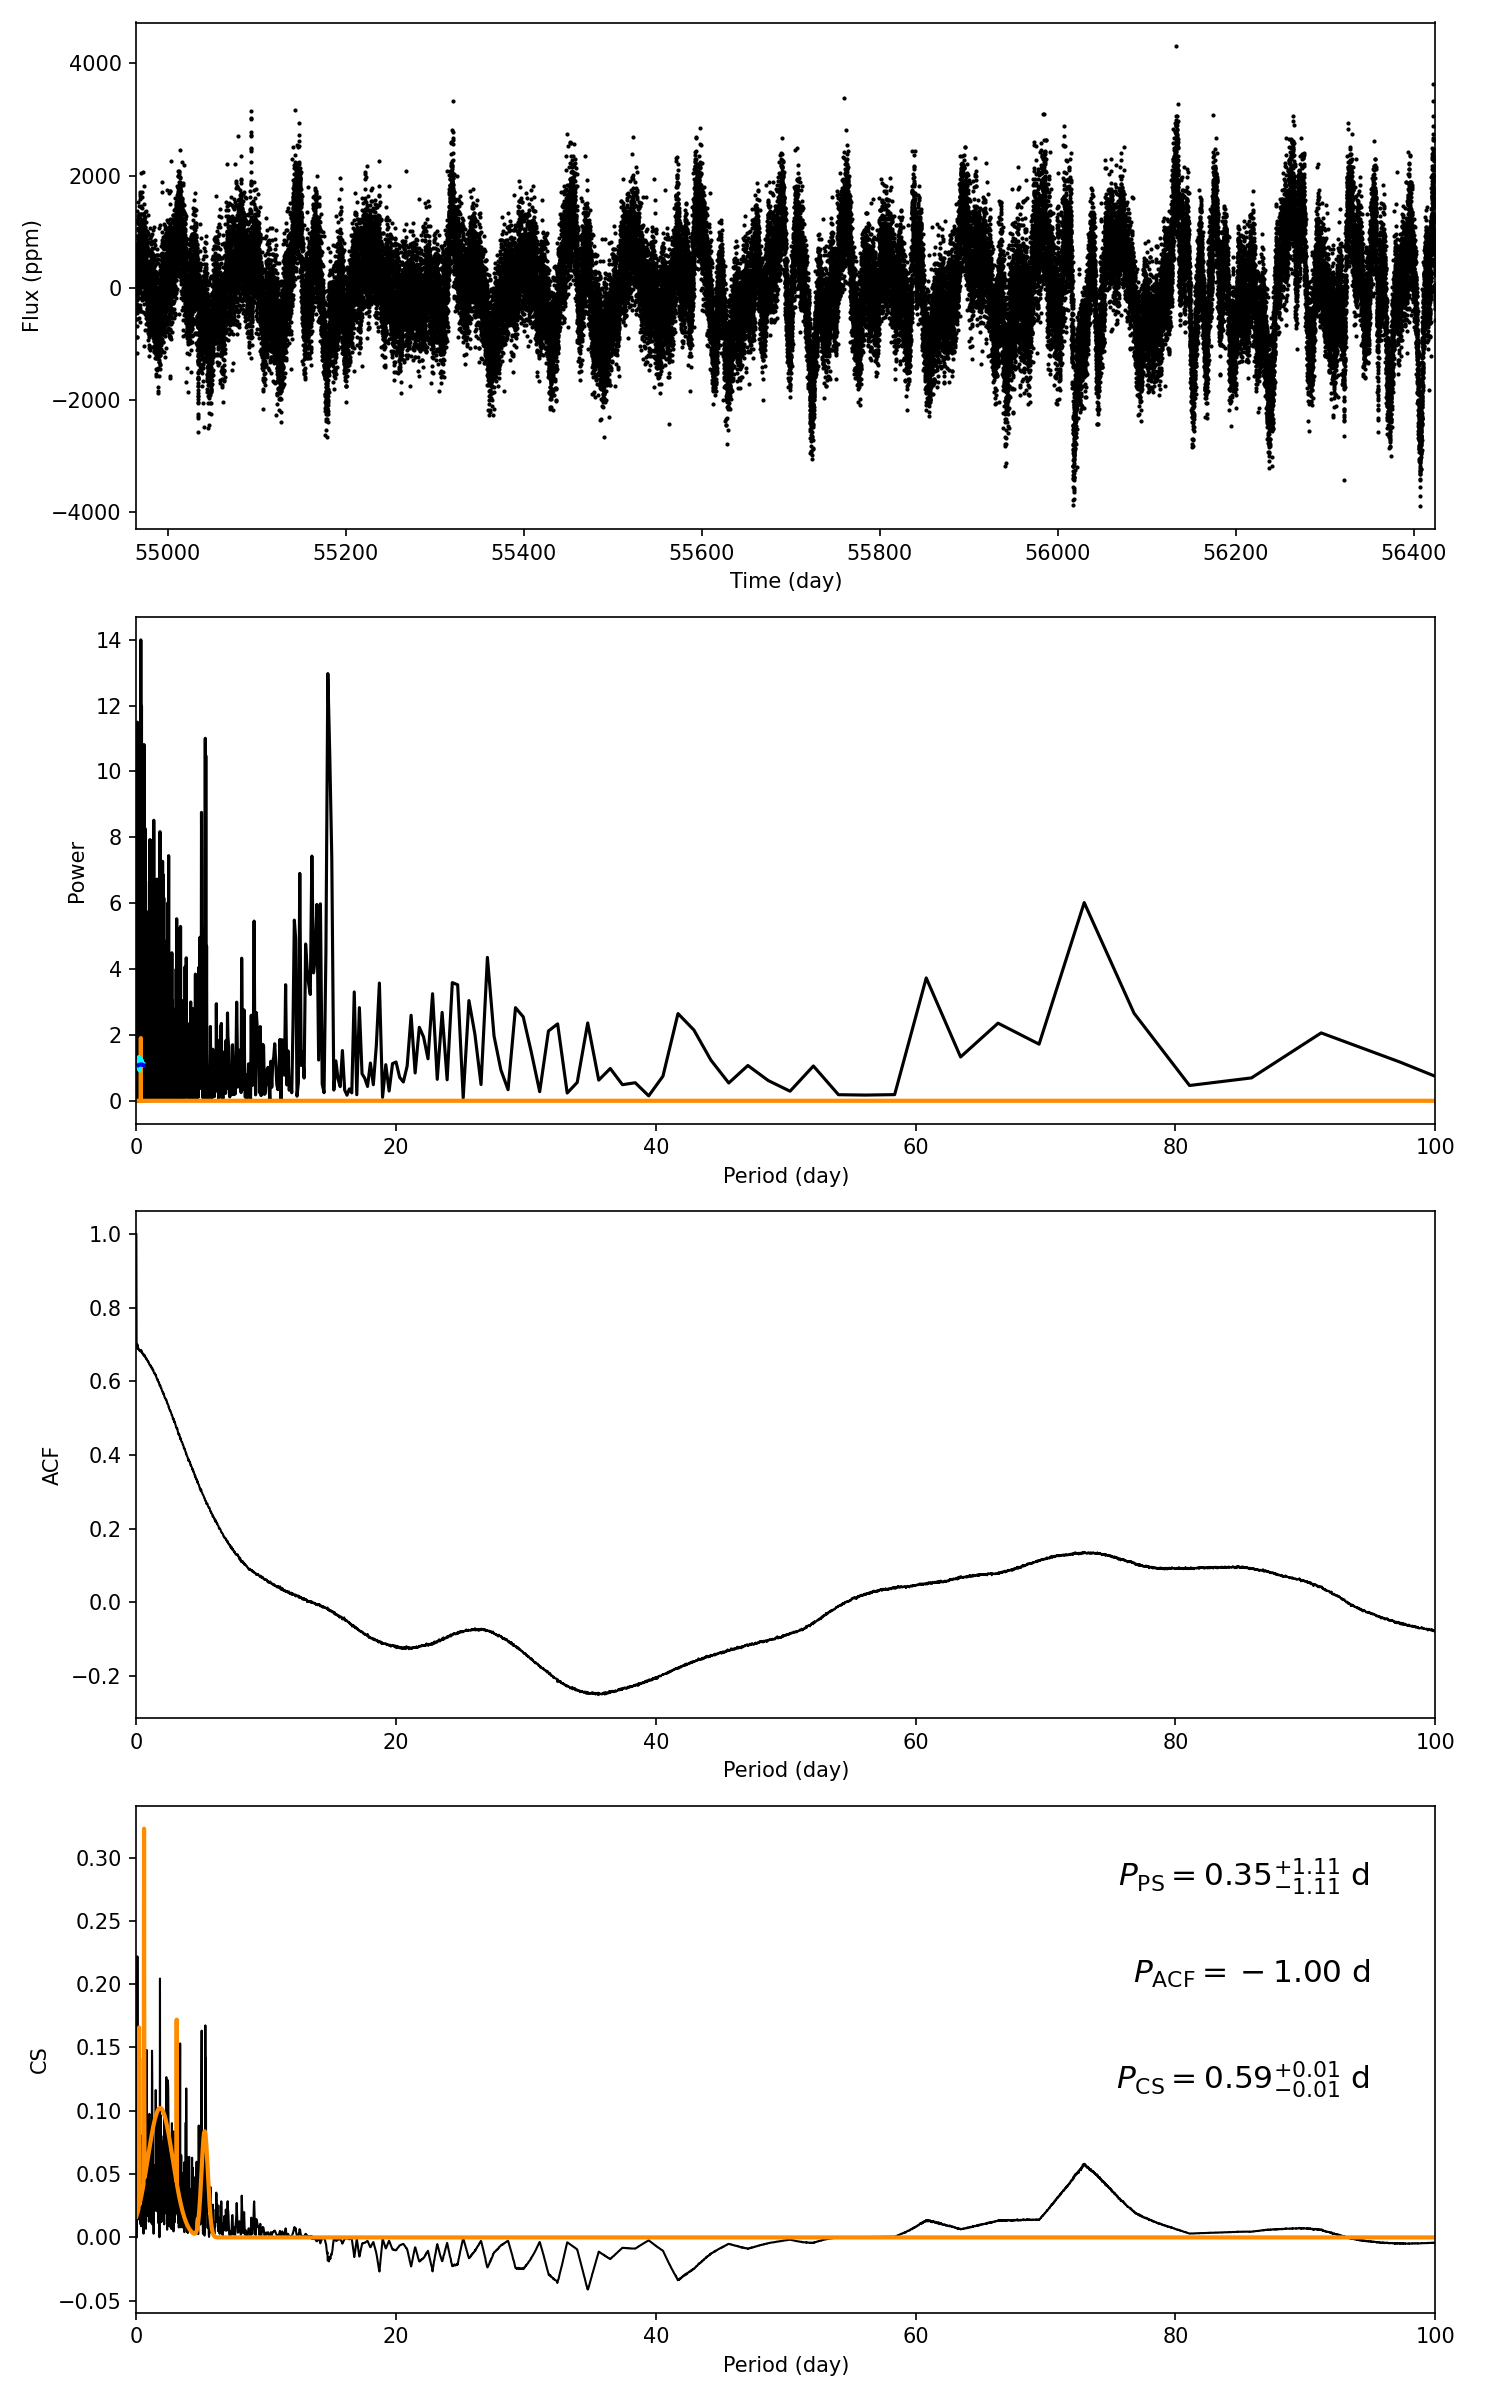 4000
2000
0
−2000
−4000
Flux (ppm)
55000 55200 55400 55600 55800 56000 56200 56400
Time (day)
14
12
10
8
6
4
2
0
Power
0 20 40 60 80 100
Period (day)
1.0
0.8
0.6
0.4
0.2
0.0
−0.2
ACF
0 20 40 60 80 100
Period (day)
0.30
0.25
0.20
0.15
0.10
0.05
0.00
−0.05
CS
P_PS = 0.35 +1.11 −1.11 d
P_ACF = −1.00 d
P_CS = 0.59 +0.01 −0.01 d
0 20 40 60 80 100
Period (day)